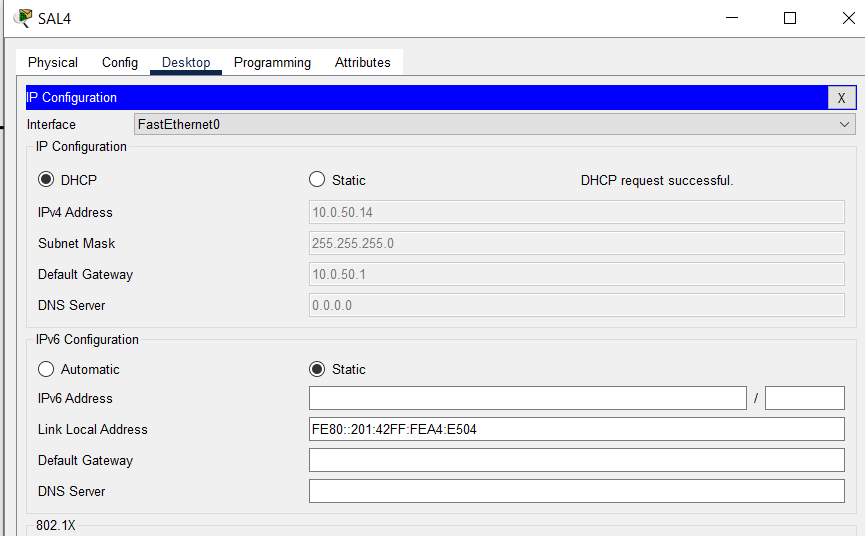 SAL4
Physical Config Desktop Programming Attributes
IP Configuration X
Interface FastEthernet0
IP Configuration
DHCP Static DHCP request successful.
IPv4 Address 10.0.50.14
Subnet Mask 255.255.255.0
Default Gateway 10.0.50.1
DNS Server 0.0.0.0
IPv6 Configuration
Automatic Static
IPv6 Address /
Link Local Address FE80::201:42FF:FEA4:E504
Default Gateway
DNS Server
802.1X